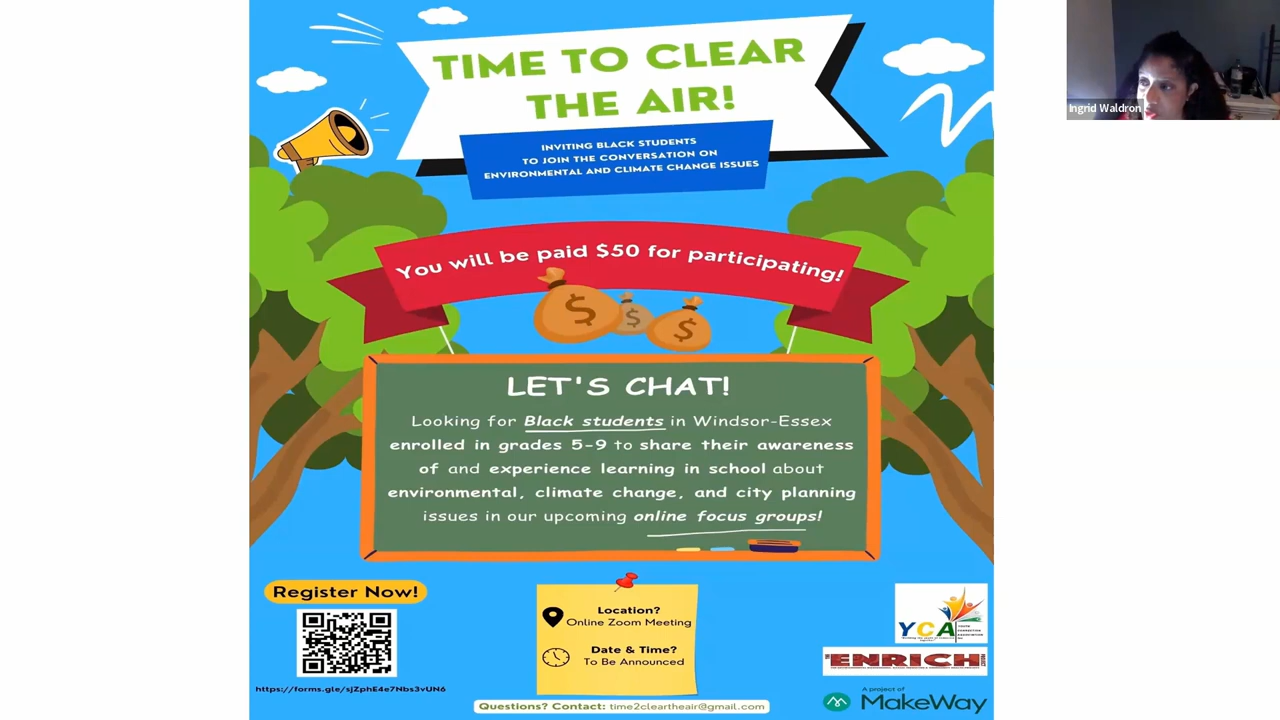 TIME TO CLEAR
THE AIR!
INVITING BLACK STUDENTS
TO JOIN THE CONVERSATION ON
ENVIRONMENTAL AND CLIMATE CHANGE ISSUES
Ingrid Waldron
You will be paid $50 for participating!
$ $ $
LET'S CHAT!
Looking for Black students in Windsor-Essex
enrolled in grades 5-9 to share their awareness
of and experience learning in school about
environmental, climate change, and city planning
issues in our upcoming online focus groups!
Register Now!
https://forms.gle/sjZphE4e7Nbs3vUN6
Location?
Online Zoom Meeting
Date & Time?
To Be Announced
Questions? Contact: time2cleartheair@gmail.com
YCA
THE ENRICH PROJECT
A project of
MakeWay